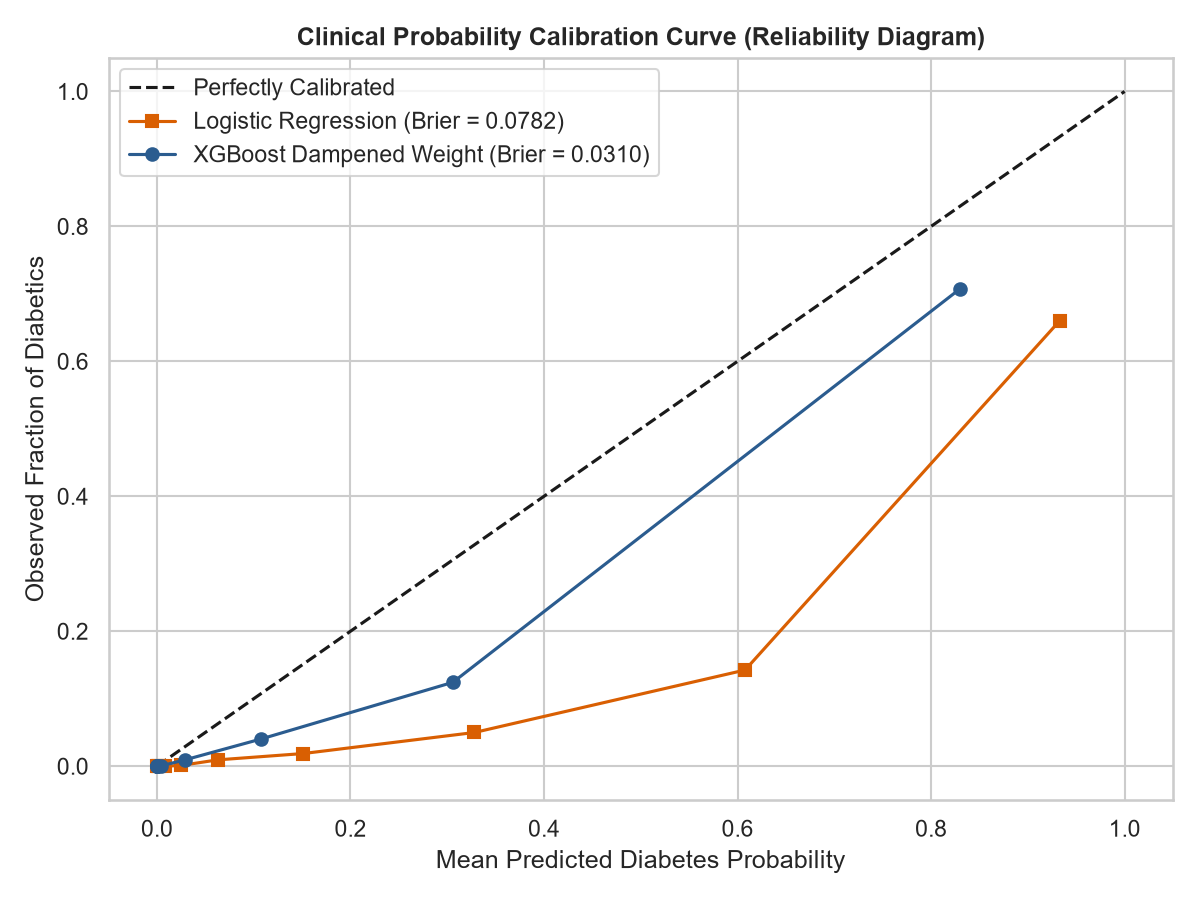 Clinical Probability Calibration Curve (Reliability Diagram)
Perfectly Calibrated
Logistic Regression (Brier = 0.0782)
XGBoost Dampened Weight (Brier = 0.0310)
Observed Fraction of Diabetics
1.0
0.8
0.6
0.4
0.2
0.0
0.0 0.2 0.4 0.6 0.8 1.0
Mean Predicted Diabetes Probability